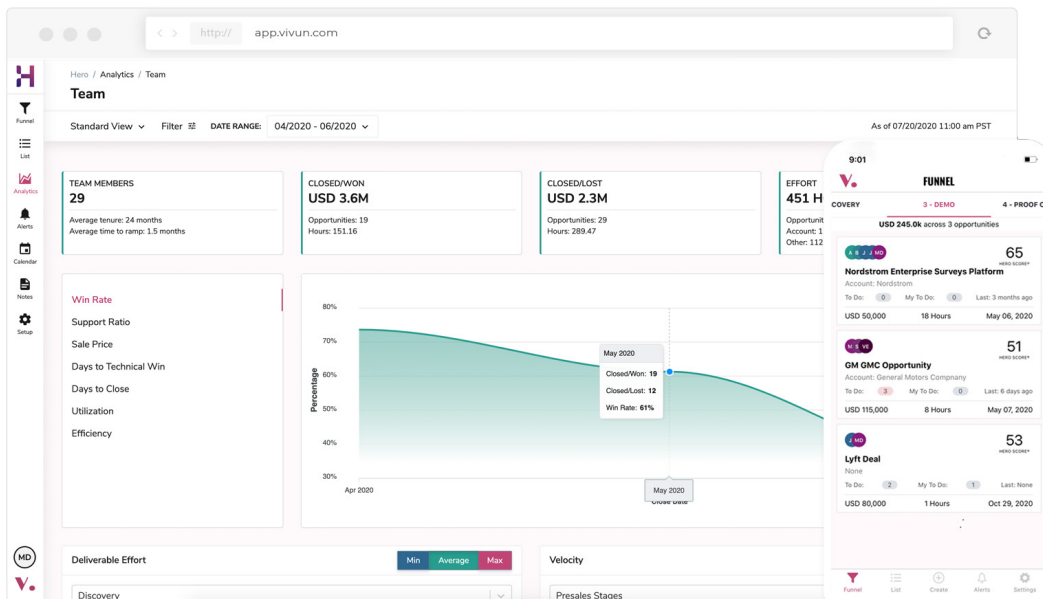 http://
app.vivun.com
Hero / Analytics / Team
Team
Standard View
Filter
DATE RANGE:
04/2020 - 06/2020
As of 07/20/2020 11:00 am PST
Funnel
List
Analytics
Alerts
Calendar
Notes
Setup
MD
V.
TEAM MEMBERS
29
Average tenure: 24 months
Average time to ramp: 1.5 months
CLOSED/WON
USD 3.6M
Opportunities: 19
Hours: 151.16
CLOSED/LOST
USD 2.3M
Opportunities: 29
Hours: 289.47
EFFORT
451 H
Opportunit
Account: 1
Other: 112
Win Rate
Support Ratio
Sale Price
Days to Technical Win
Days to Close
Utilization
Efficiency
Percentage
80%
70%
60%
50%
40%
30%
May 2020
Closed/Won: 19
Closed/Lost: 12
Win Rate: 61%
Apr 2020
May 2020
Close Date
Deliverable Effort
Min
Average
Max
Discovery
Velocity
Presales Stages
9:01
V.
FUNNEL
COVERY
3 - DEMO
4 - PROOF O
USD 245.0k across 3 opportunities
A B J J MD
65
HERO SCORE®
Nordstrom Enterprise Surveys Platform
Account: Nordstrom
To Do: 0 My To Do: 0 Last: 3 months ago
USD 50,000 18 Hours May 06, 2020
M S VE
51
HERO SCORE®
GM GMC Opportunity
Account: General Motors Compnany
To Do: 3 My To Do: 0 Last: 6 days ago
USD 115,000 8 Hours May 07, 2020
J MD
53
HERO SCORE®
Lyft Deal
None
To Do: 2 My To Do: 1 Last: None
USD 80,000 1 Hours Oct 29, 2020
Funnel
List
Create
Alerts
Settings